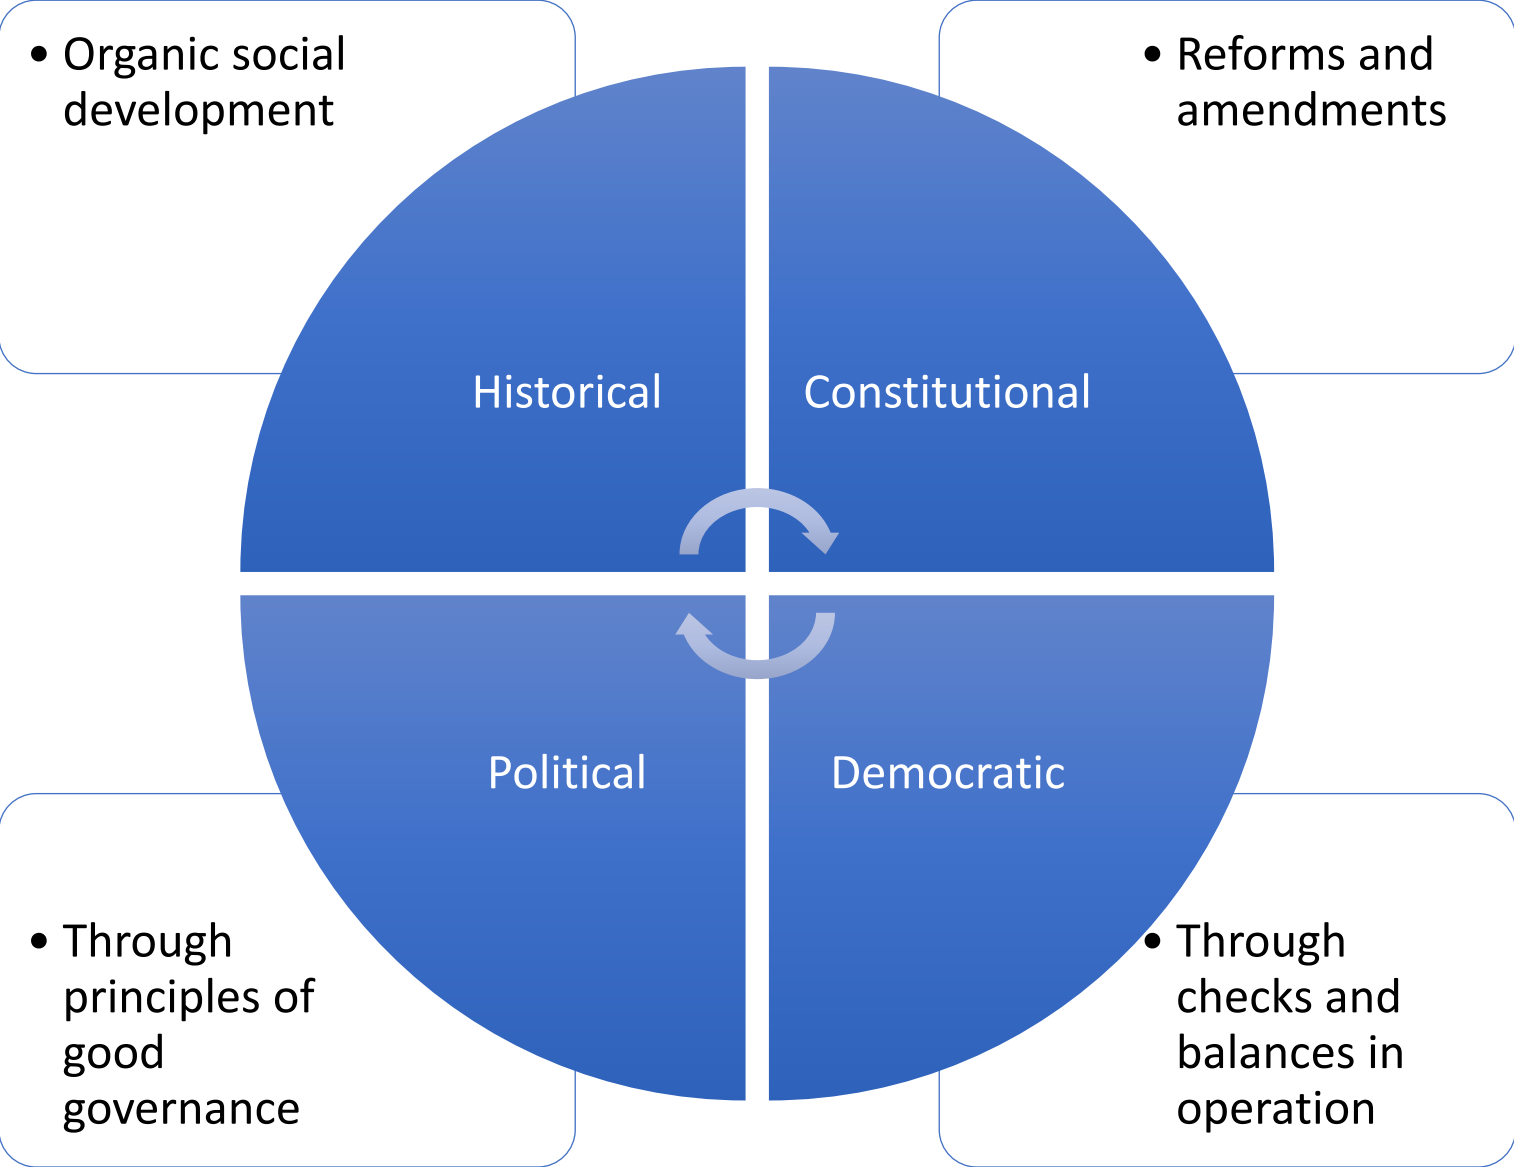 • Organic social
development
• Reforms and
amendments
Historical
Constitutional
Political
Democratic
• Through
principles of
good
governance
• Through
checks and
balances in
operation